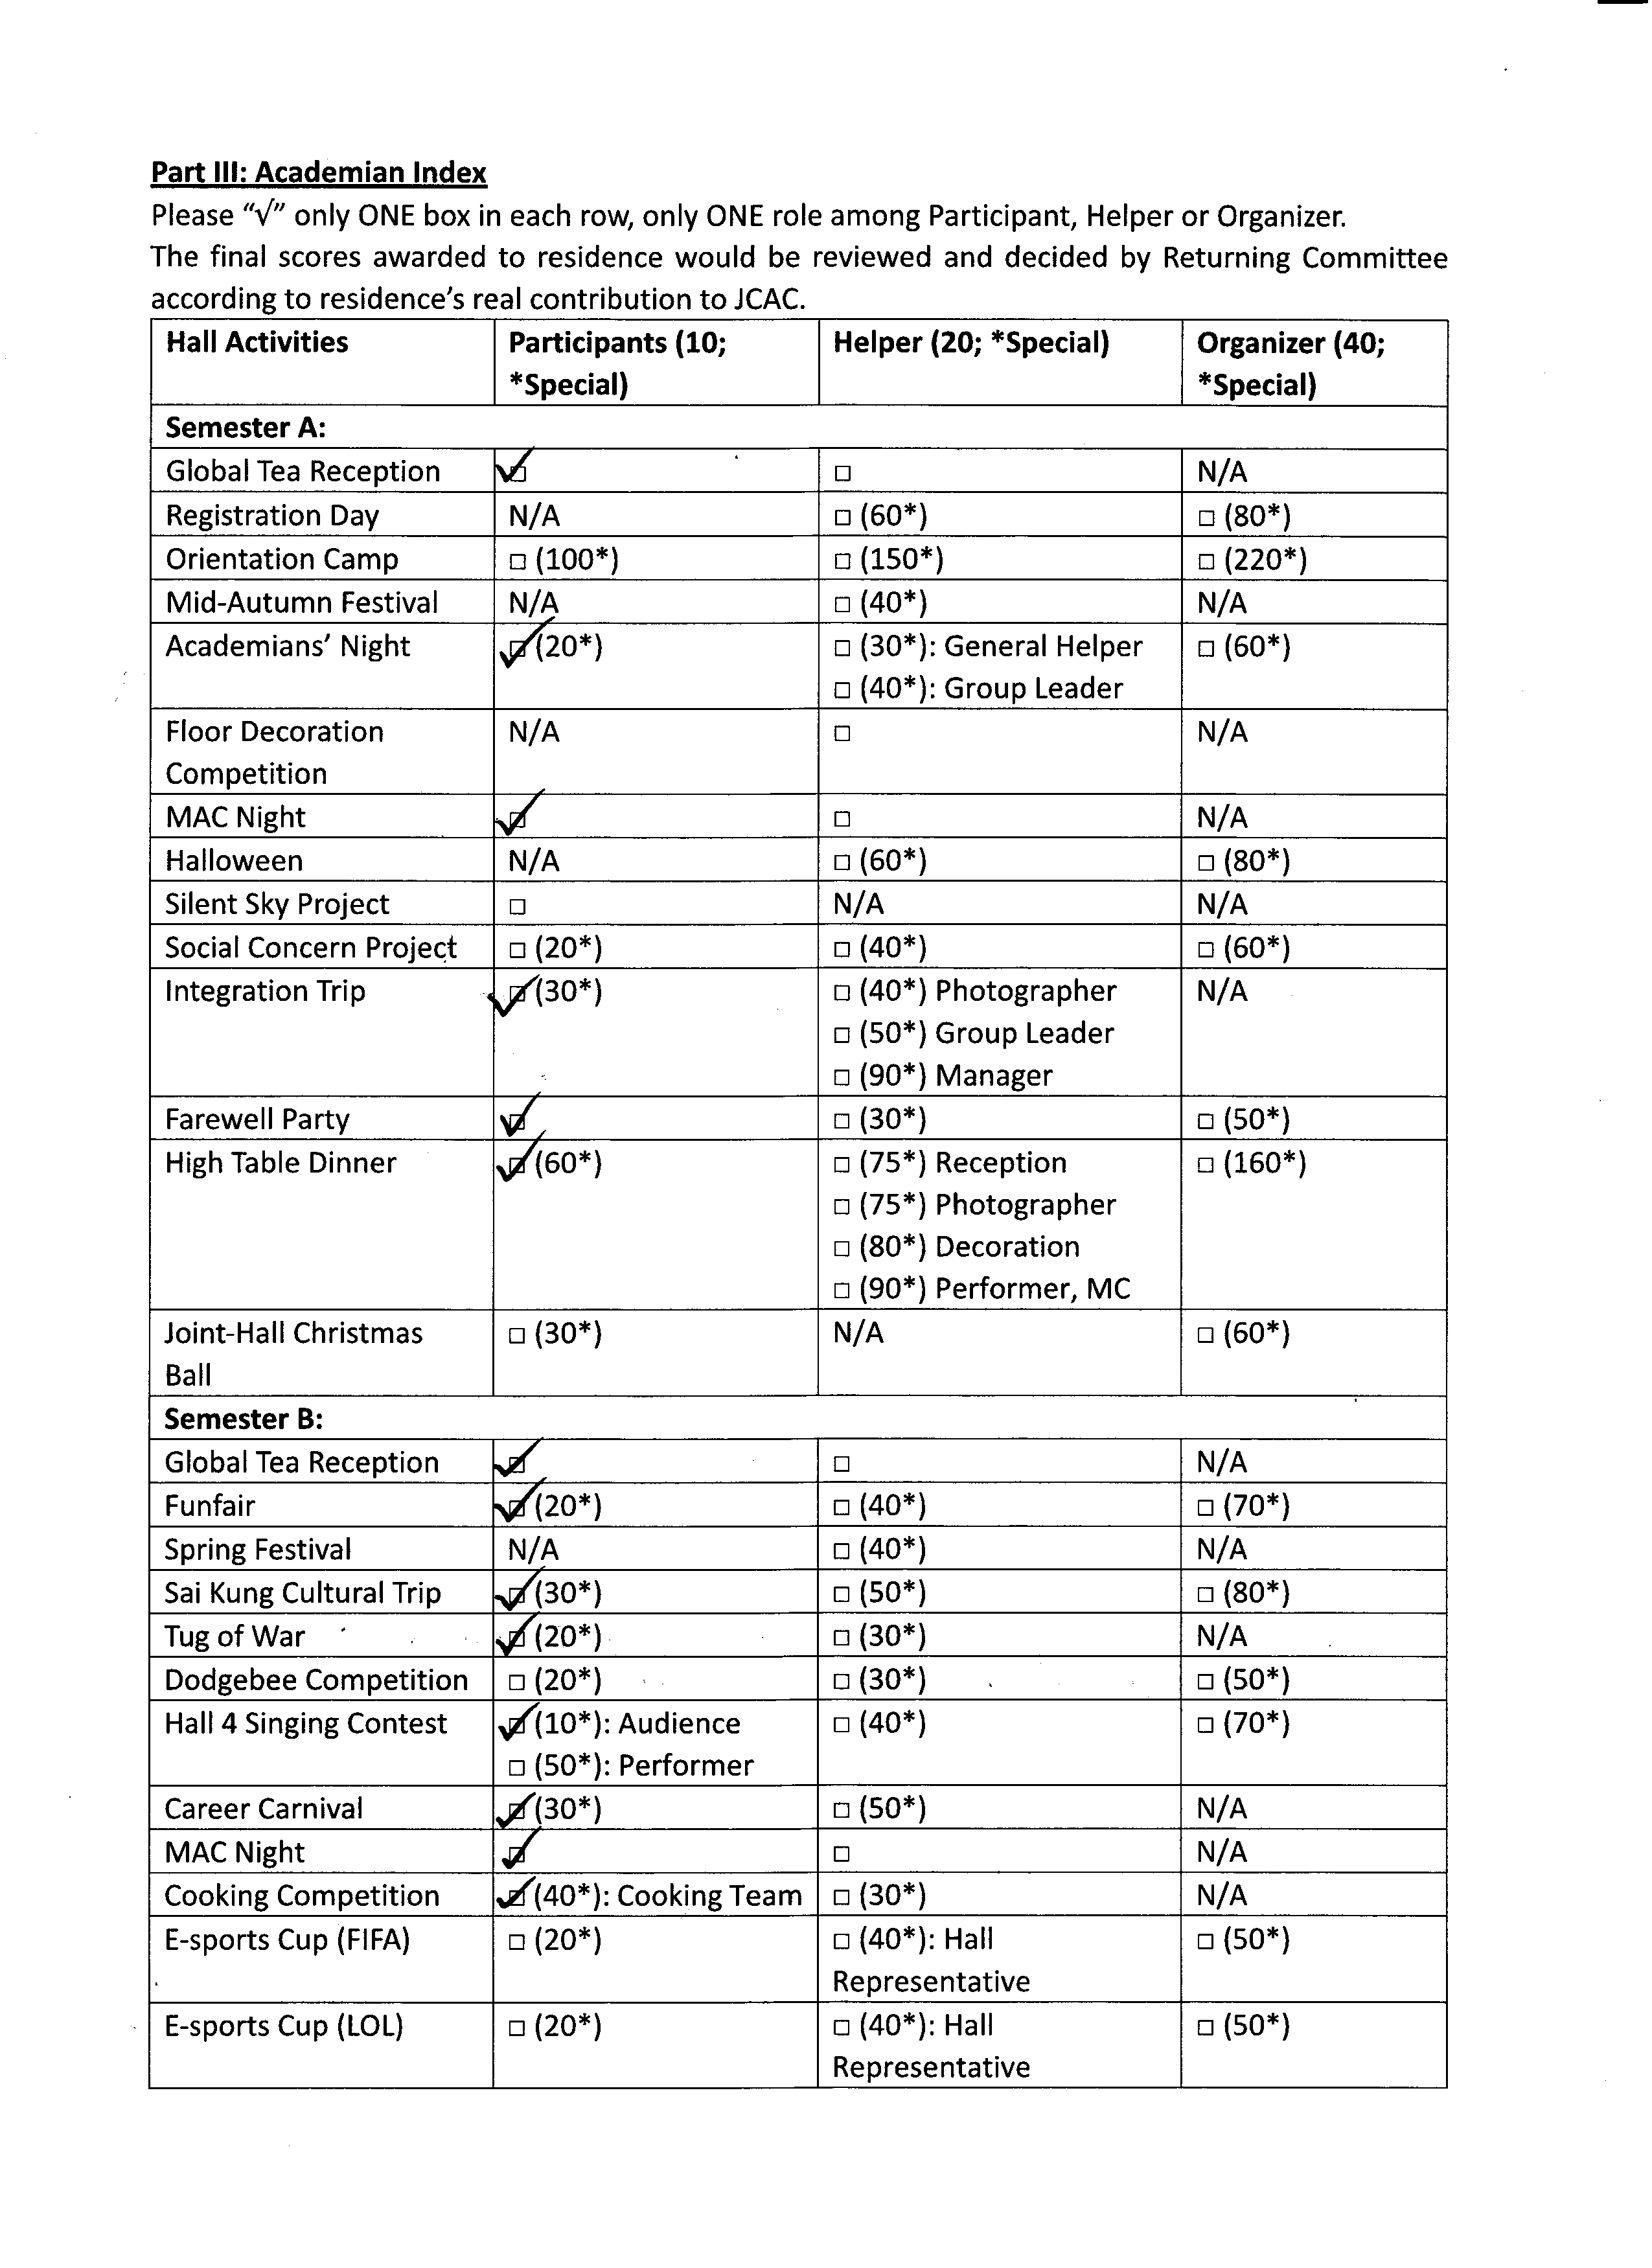 Part III: Academian Index
Please “√” only ONE box in each row, only ONE role among Participant, Helper or Organizer.
The final scores awarded to residence would be reviewed and decided by Returning Committee
according to residence’s real contribution to JCAC.
Hall Activities Participants (10; Helper (20; *Special) Organizer (40;
*Special) *Special)
Semester A:
Global Tea Reception ☑ □ N/A
Registration Day N/A □ (60*) □ (80*)
Orientation Camp □ (100*) □ (150*) □ (220*)
Mid-Autumn Festival N/A □ (40*) N/A
Academians’ Night ☑ (20*) □ (30*): General Helper □ (60*)
□ (40*): Group Leader
Floor Decoration N/A □ N/A
Competition
MAC Night ☑ □ N/A
Halloween N/A □ (60*) □ (80*)
Silent Sky Project □ N/A N/A
Social Concern Project □ (20*) □ (40*) □ (60*)
Integration Trip ☑ (30*) □ (40*) Photographer N/A
□ (50*) Group Leader
□ (90*) Manager
Farewell Party ☑ □ (30*) □ (50*)
High Table Dinner ☑ (60*) □ (75*) Reception □ (160*)
□ (75*) Photographer
□ (80*) Decoration
□ (90*) Performer, MC
Joint-Hall Christmas □ (30*) N/A □ (60*)
Ball
Semester B:
Global Tea Reception ☑ □ N/A
Funfair ☑ (20*) □ (40*) □ (70*)
Spring Festival N/A □ (40*) N/A
Sai Kung Cultural Trip ☑ (30*) □ (50*) □ (80*)
Tug of War ☑ (20*) □ (30*) N/A
Dodgebee Competition □ (20*) □ (30*) □ (50*)
Hall 4 Singing Contest ☑ (10*): Audience □ (40*) □ (70*)
□ (50*): Performer
Career Carnival ☑ (30*) □ (50*) N/A
MAC Night ☑ □ N/A
Cooking Competition ☑ (40*): Cooking Team □ (30*) N/A
E-sports Cup (FIFA) □ (20*) □ (40*): Hall □ (50*)
Representative
E-sports Cup (LOL) □ (20*) □ (40*): Hall □ (50*)
Representative